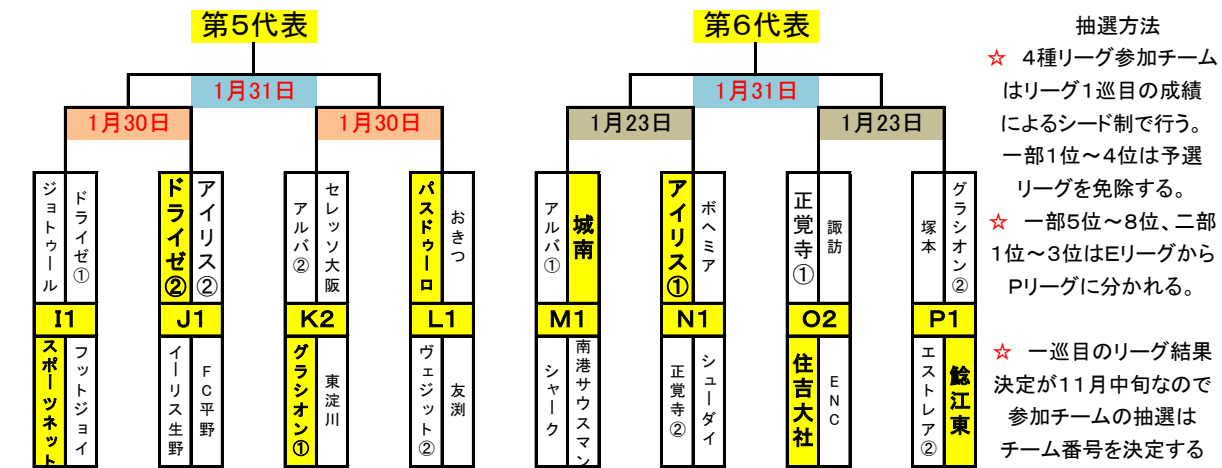 第5代表
1月31日
1月30日
1月30日
ジョトゥール
ドライゼ①
ドライゼ②
アイリス②
アルバ②
セレッソ大阪
パスドゥーロ
おきつ
I1
J1
K2
L1
スポーツネット
フットジョイ
イーリス生野
FC平野
グラシオン①
東淀川
ヴェジット②
友渕
第6代表
1月31日
1月23日
1月23日
アルバ①
城南
アイリス①
ボヘミア
正覚寺①
諏訪
塚本
グラシオン②
M1
N1
O2
P1
シャーク
南港サウスマン
正覚寺②
シューダイ
住吉大社
ENC
エストレア②
鯰江東
抽選方法
☆ 4種リーグ参加チーム
はリーグ1巡目の成績
によるシード制で行う。
一部1位~4位は予選
リーグを免除する。
☆ 一部5位~8位、二部
1位~3位はEリーグから
Pリーグに分かれる。
☆ 一巡目のリーグ結果
決定が11月中旬なので
参加チームの抽選は
チーム番号を決定する